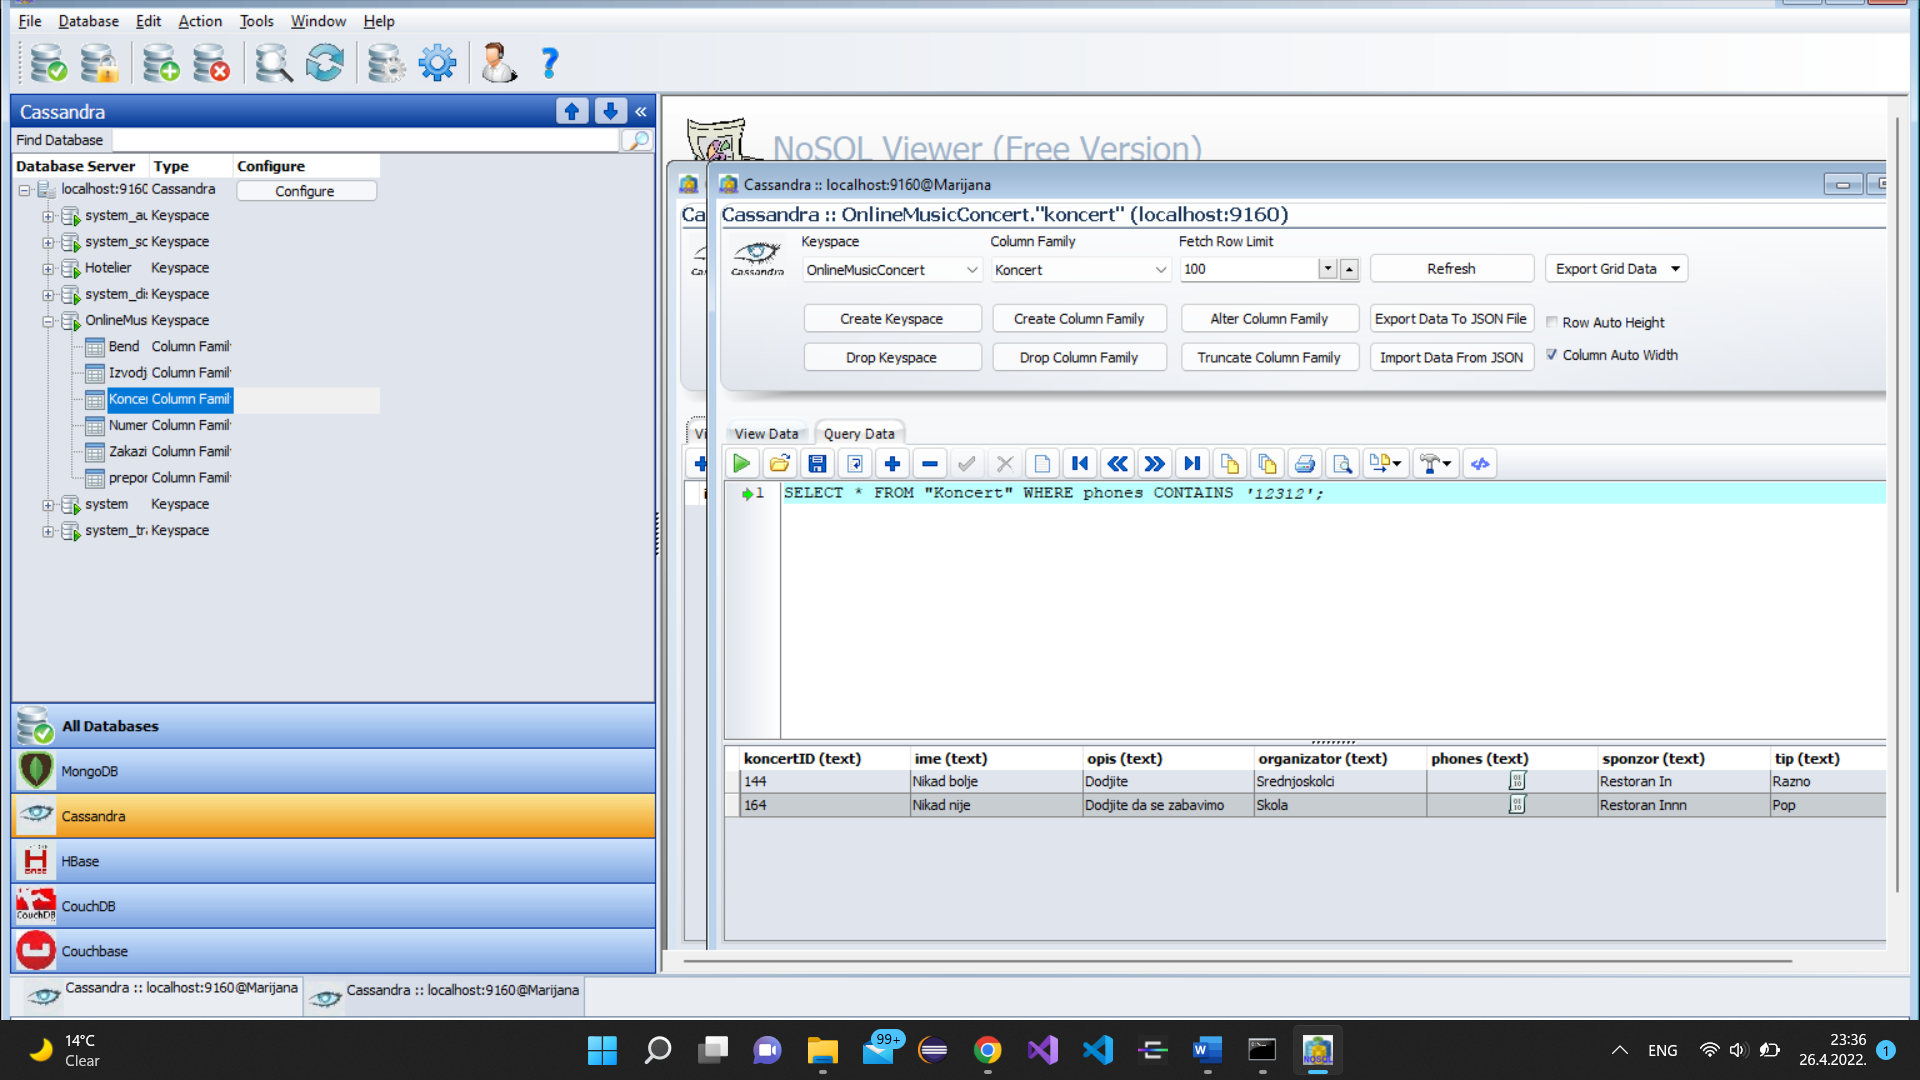 File Database Edit Action Tools Window Help
Cassandra
Find Database
Database Server Type Configure
localhost:9160 Cassandra Configure
system_au Keyspace
system_sc Keyspace
Hotelier Keyspace
system_di Keyspace
OnlineMus Keyspace
Bend Column Famil
Izvodj Column Famil
Koncer Column Famil
Numer Column Famil
Zakazi Column Famil
prepor Column Famil
system Keyspace
system_tra Keyspace
All Databases
MongoDB
Cassandra
HBase
CouchDB
Couchbase
NoSQL Viewer (Free Version)
Cassandra :: localhost:9160@Marijana
Ca
Cassandra :: OnlineMusicConcert."koncert" (localhost:9160)
Cassandra
Keyspace Column Family Fetch Row Limit
OnlineMusicConcert Koncert 100 Refresh Export Grid Data
Create Keyspace Create Column Family Alter Column Family Export Data To JSON File Row Auto Height
Drop Keyspace Drop Column Family Truncate Column Family Import Data From JSON Column Auto Width
Vi
View Data Query Data
1 SELECT * FROM "Koncert" WHERE phones CONTAINS '12312';
koncertID (text) ime (text) opis (text) organizator (text) phones (text) sponzor (text) tip (text)
144 Nikad bolje Dodjite Srednjoskolci Restoran In Razno
164 Nikad nije Dodjite da se zabavimo Skola Restoran Innn Pop
Cassandra :: localhost:9160@Marijana Cassandra :: localhost:9160@Marijana
14°C
Clear
99+
NOSQL
ENG
23:36
26.4.2022.
1